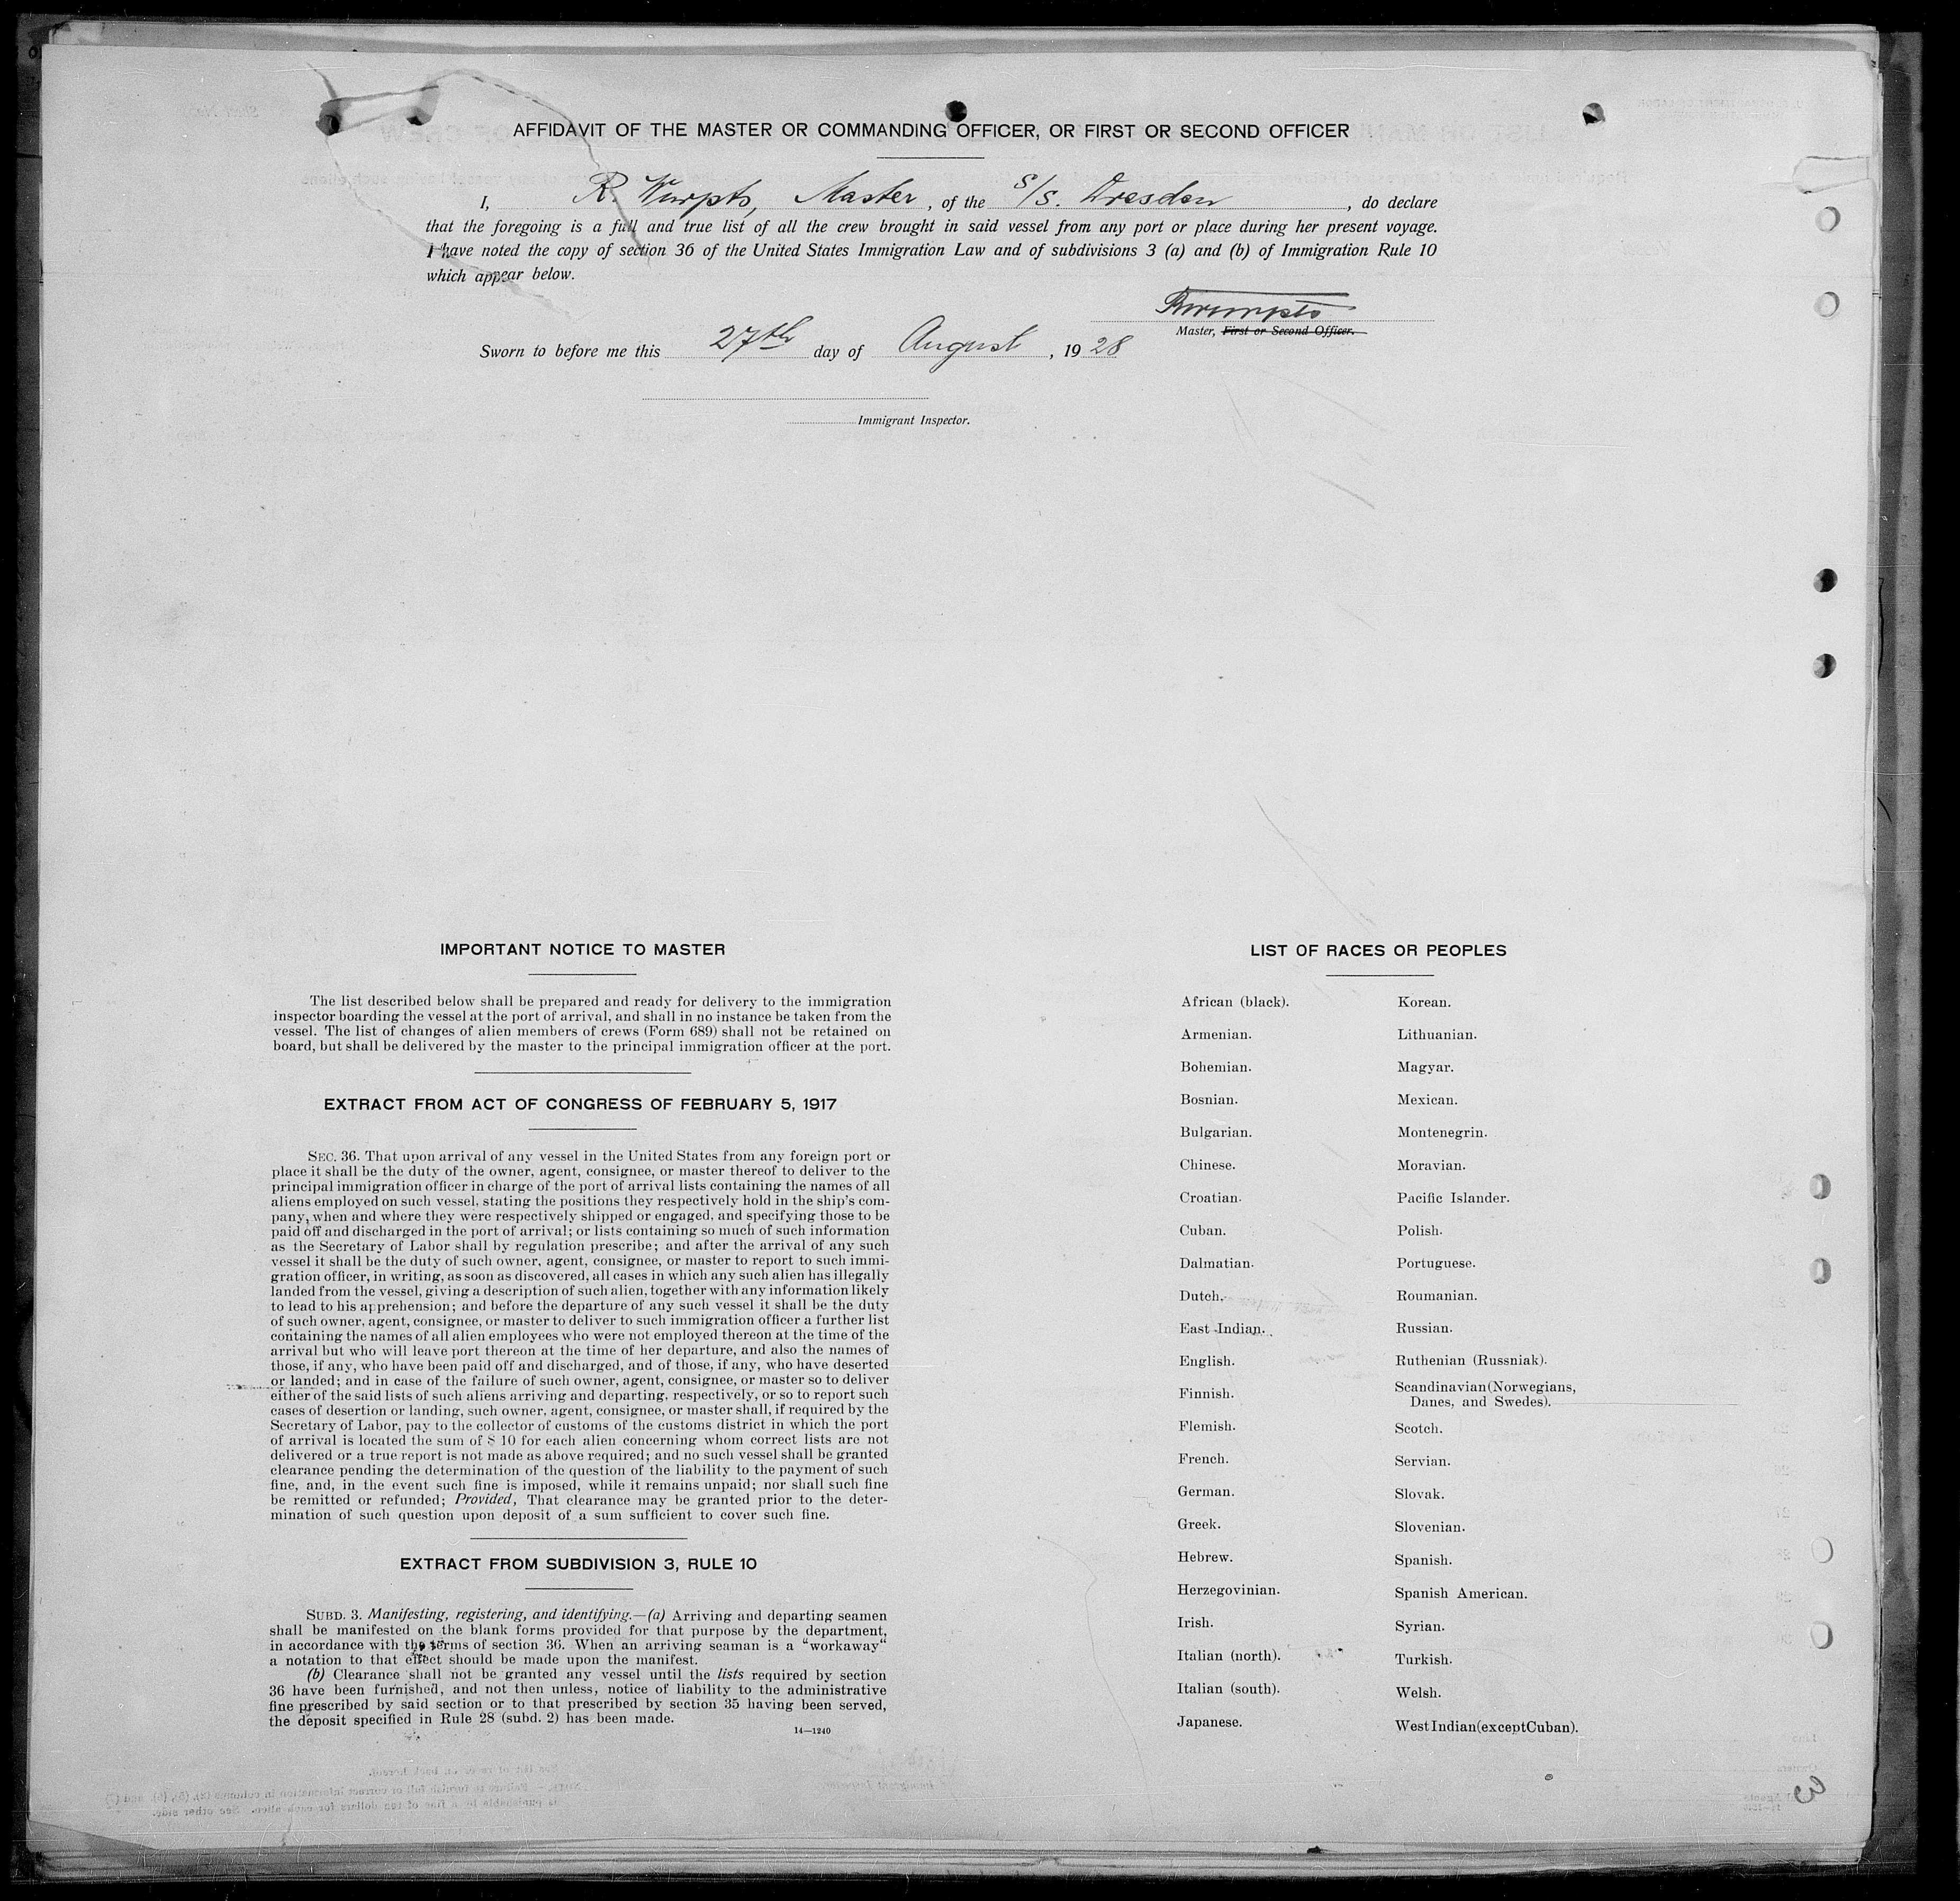 AFFIDAVIT OF THE MASTER OR COMMANDING OFFICER, OR FIRST OR SECOND OFFICER
I, R. Wurpts, Master, of the S/S. Dresden, do declare
that the foregoing is a full and true list of all the crew brought in said vessel from any port or place during her present voyage.
I have noted the copy of section 36 of the United States Immigration Law and of subdivisions 3 (a) and (b) of Immigration Rule 10
which appear below.
RWurpts
Master, First or Second Officer.
Sworn to before me this 27th day of August, 1928
Immigrant Inspector.
IMPORTANT NOTICE TO MASTER
The list described below shall be prepared and ready for delivery to the immigration
inspector boarding the vessel at the port of arrival, and shall in no instance be taken from the
vessel. The list of changes of alien members of crews (Form 689) shall not be retained on
board, but shall be delivered by the master to the principal immigration officer at the port.
EXTRACT FROM ACT OF CONGRESS OF FEBRUARY 5, 1917
SEC. 36. That upon arrival of any vessel in the United States from any foreign port or
place it shall be the duty of the owner, agent, consignee, or master thereof to deliver to the
principal immigration officer in charge of the port of arrival lists containing the names of all
aliens employed on such vessel, stating the positions they respectively hold in the ship's com-
pany, when and where they were respectively shipped or engaged, and specifying those to be
paid off and discharged in the port of arrival; or lists containing so much of such information
as the Secretary of Labor shall by regulation prescribe; and after the arrival of any such
vessel it shall be the duty of such owner, agent, consignee, or master to report to such immi-
gration officer, in writing, as soon as discovered, all cases in which any such alien has illegally
landed from the vessel, giving a description of such alien, together with any information likely
to lead to his apprehension; and before the departure of any such vessel it shall be the duty
of such owner, agent, consignee, or master to deliver to such immigration officer a further list
containing the names of all alien employees who were not employed thereon at the time of the
arrival but who will leave port thereon at the time of her departure, and also the names of
those, if any, who have been paid off and discharged, and of those, if any, who have deserted
or landed; and in case of the failure of such owner, agent, consignee, or master so to deliver
either of the said lists of such aliens arriving and departing, respectively, or so to report such
cases of desertion or landing, such owner, agent, consignee, or master shall, if required by the
Secretary of Labor, pay to the collector of customs of the customs district in which the port
of arrival is located the sum of $ 10 for each alien concerning whom correct lists are not
delivered or a true report is not made as above required; and no such vessel shall be granted
clearance pending the determination of the question of the liability to the payment of such
fine, and, in the event such fine is imposed, while it remains unpaid; nor shall such fine
be remitted or refunded; Provided, That clearance may be granted prior to the deter-
mination of such question upon deposit of a sum sufficient to cover such fine.
EXTRACT FROM SUBDIVISION 3, RULE 10
SUBD. 3. Manifesting, registering, and identifying.—(a) Arriving and departing seamen
shall be manifested on the blank forms provided for that purpose by the department,
in accordance with the terms of section 36. When an arriving seaman is a "workaway"
a notation to that effect should be made upon the manifest.
(b) Clearance shall not be granted any vessel until the lists required by section
36 have been furnished, and not then unless, notice of liability to the administrative
fine prescribed by said section or to that prescribed by section 35 having been served,
the deposit specified in Rule 28 (subd. 2) has been made.
14—1240
LIST OF RACES OR PEOPLES
African (black).
Armenian.
Bohemian.
Bosnian.
Bulgarian.
Chinese.
Croatian.
Cuban.
Dalmatian.
Dutch.
East Indian.
English.
Finnish.
Flemish.
French.
German.
Greek.
Hebrew.
Herzegovinian.
Irish.
Italian (north).
Italian (south).
Japanese.
Korean.
Lithuanian.
Magyar.
Mexican.
Montenegrin.
Moravian.
Pacific Islander.
Polish.
Portuguese.
Roumanian.
Russian.
Ruthenian (Russniak).
Scandinavian (Norwegians,
Danes, and Swedes).
Scotch.
Servian.
Slovak.
Slovenian.
Spanish.
Spanish American.
Syrian.
Turkish.
Welsh.
West Indian (except Cuban).